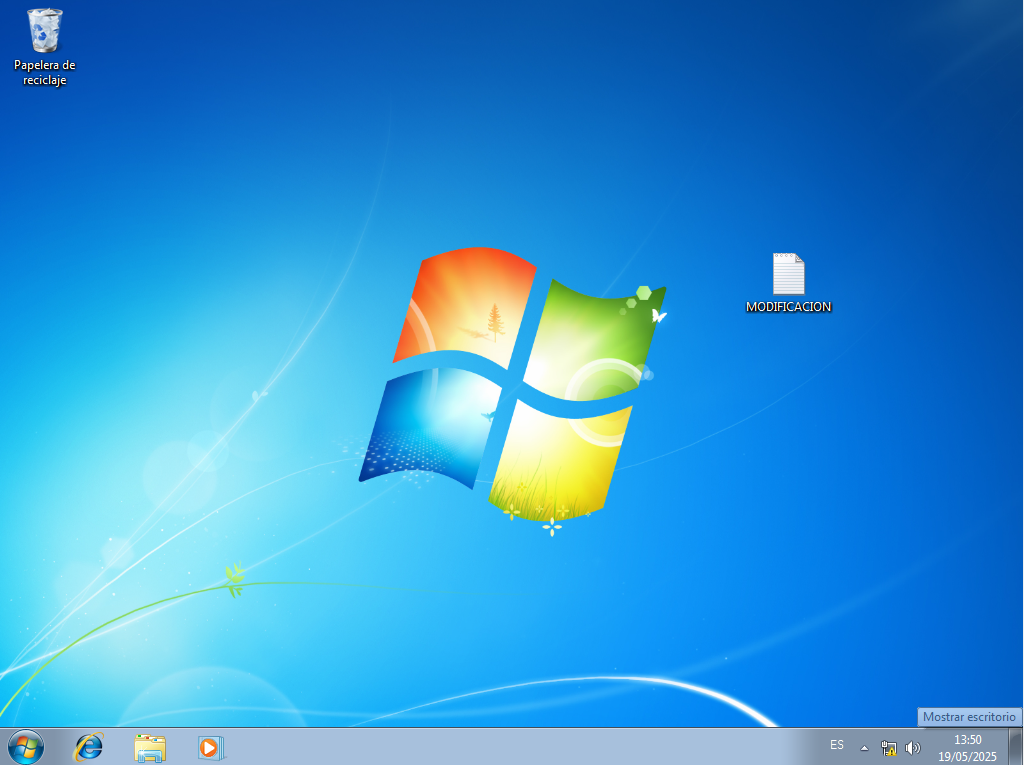 Papelera de
reciclaje
MODIFICACION
Mostrar escritorio
ES
13:50
19/05/2025